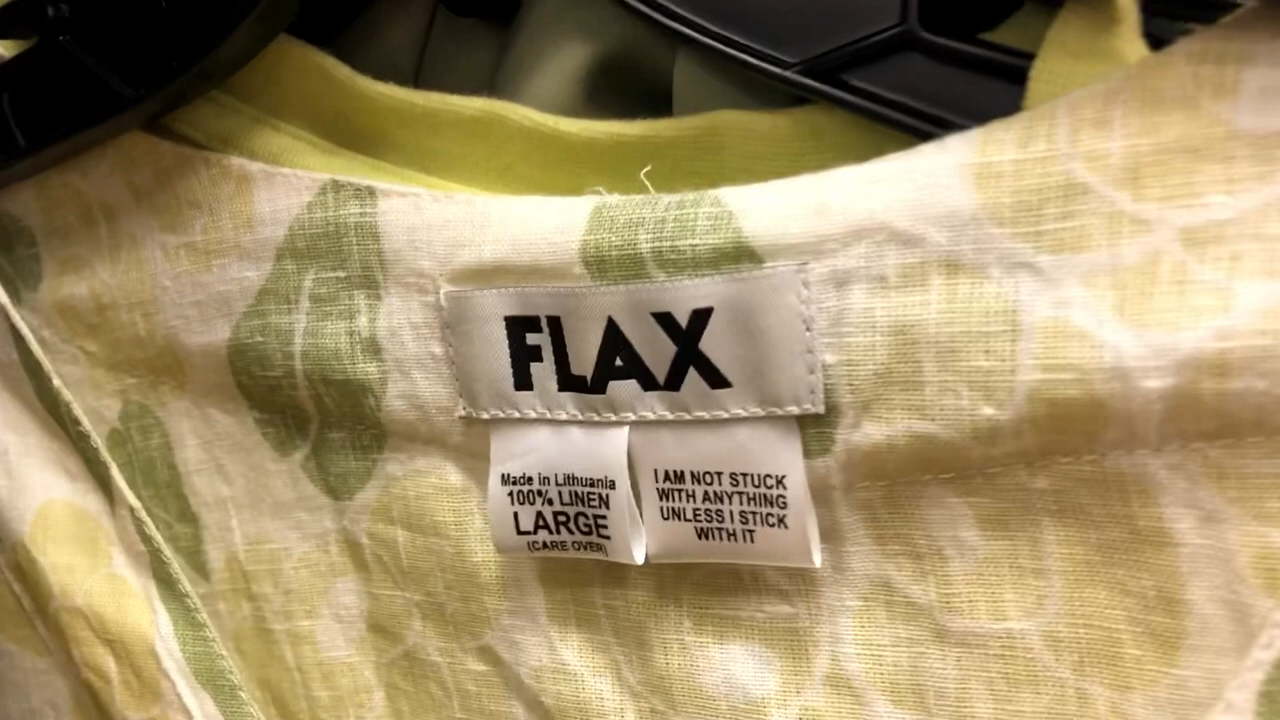 FLAX
Made in Lithuania
100% LINEN
LARGE
(CARE OVER)
I AM NOT STUCK
WITH ANYTHING
UNLESS I STICK
WITH IT